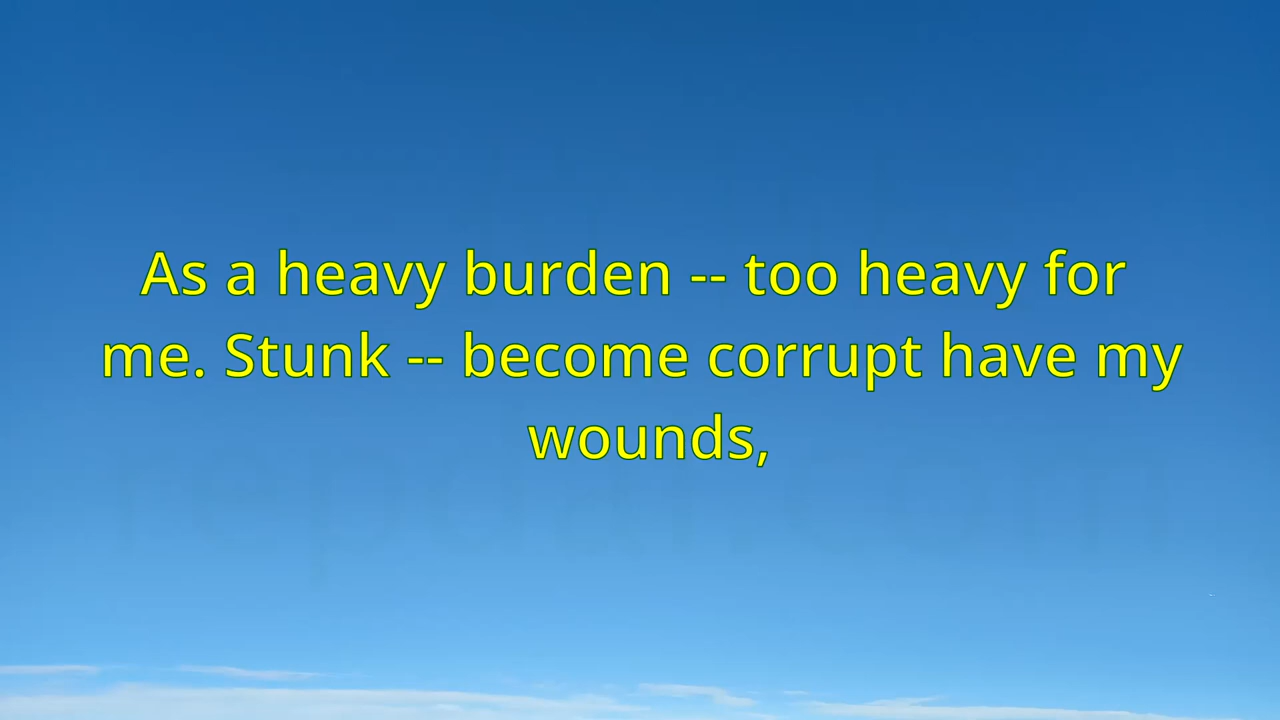 As a heavy burden -- too heavy for
me. Stunk -- become corrupt have my
wounds,